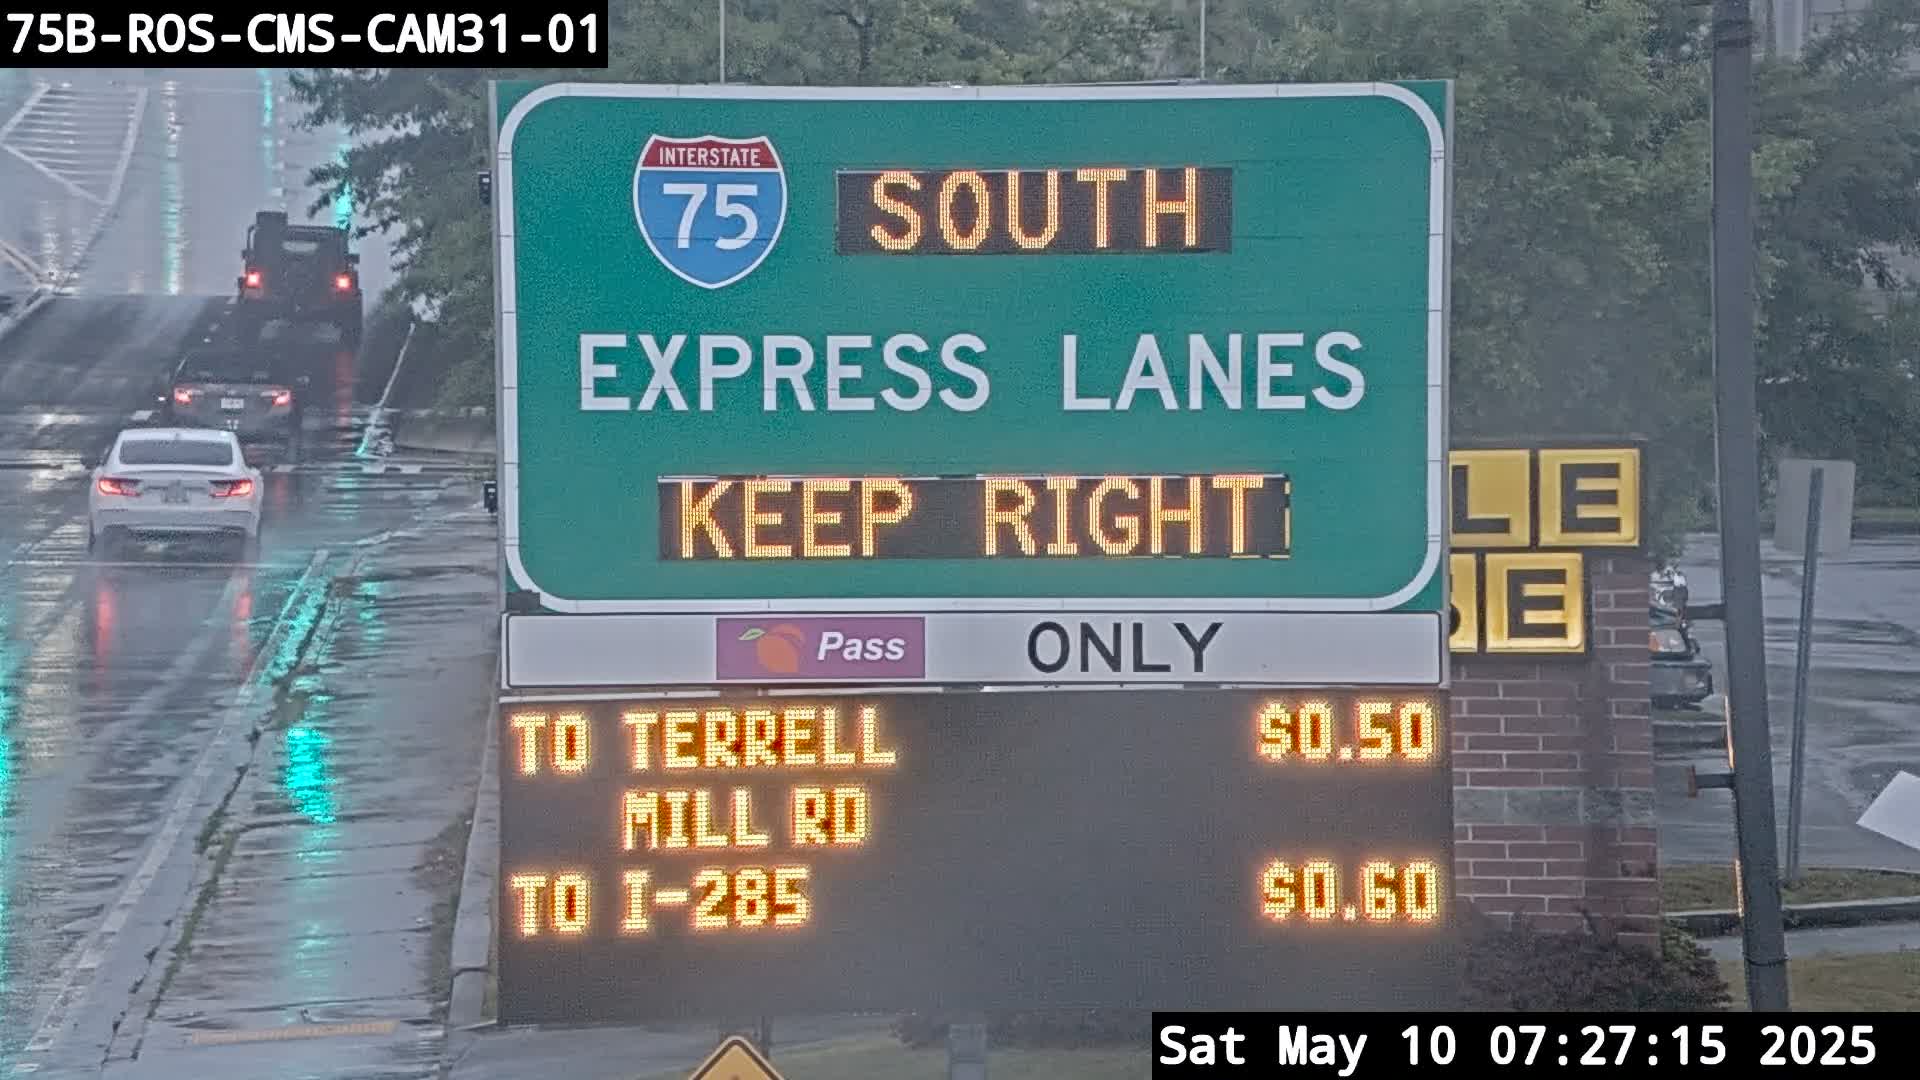 75B-ROS-CMS-CAM31-01
INTERSTATE
75
SOUTH
EXPRESS LANES
KEEP RIGHT
Pass ONLY
TO TERRELL $0.50
MILL RD
TO I-285 $0.60
LE
E
Sat May 10 07:27:15 2025